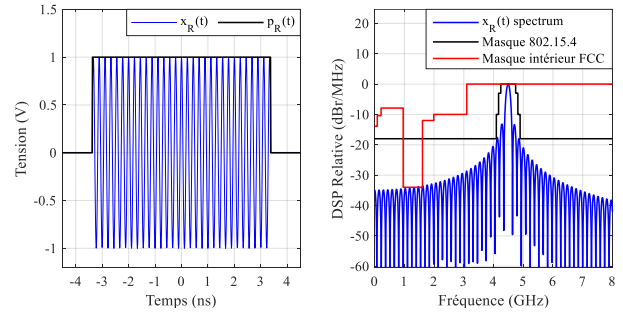 x_R(t) p_R(t)
1.5
1
0.5
0
-0.5
-1
-4 -3 -2 -1 0 1 2 3 4
Temps (ns)
Tension (V)
x_R(t) spectrum
Masque 802.15.4
Masque intérieur FCC
20
10
0
-10
-20
-30
-40
-50
-60
0 1 2 3 4 5 6 7 8
Fréquence (GHz)
DSP Relative (dBr/MHz)